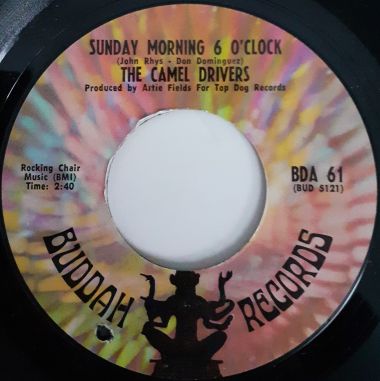 SUNDAY MORNING 6 O'CLOCK
(John Rhys - Don Dominguez)
THE CAMEL DRIVERS
Produced by Artie Fields For Top Dog Records
Rocking Chair
Music (BMI)
Time: 2:40
BDA 61
(BUD 5121)
BUDDAH RECORDS